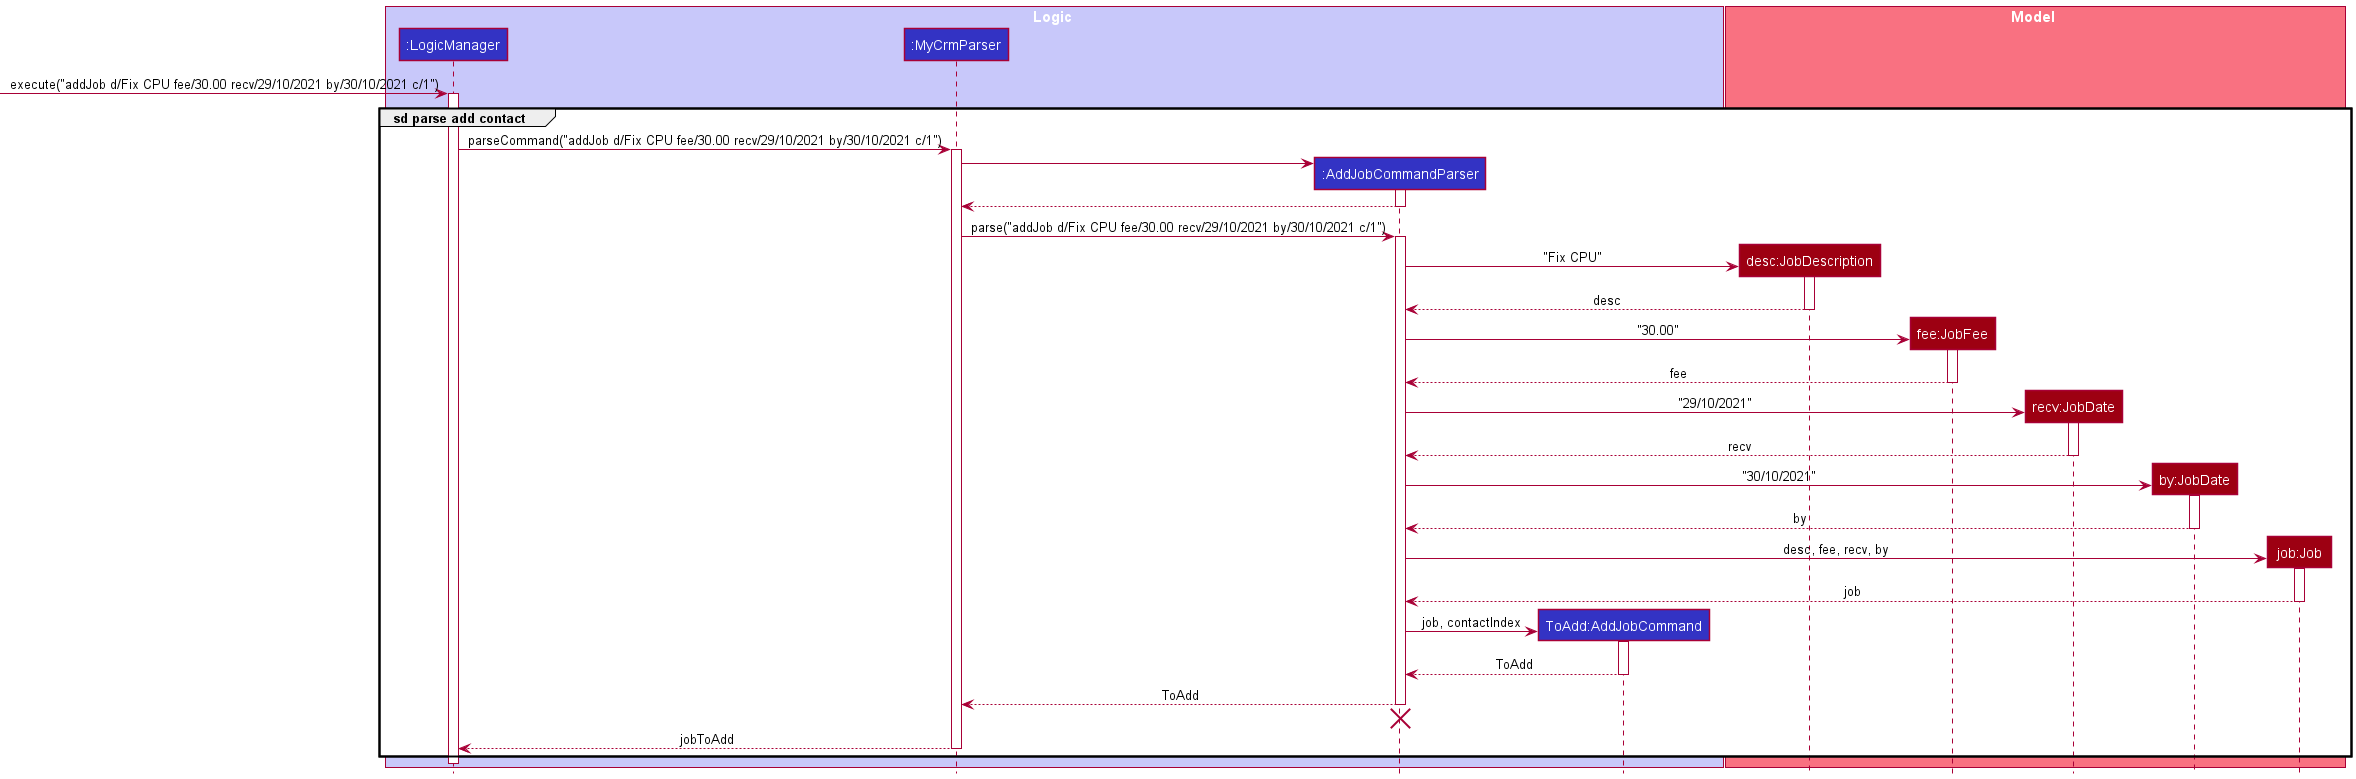 Logic
Model
:LogicManager
:MyCrmParser
execute("addJob d/Fix CPU fee/30.00 recv/29/10/2021 by/30/10/2021 c/1")
sd parse add contact
parseCommand("addJob d/Fix CPU fee/30.00 recv/29/10/2021 by/30/10/2021 c/1")
:AddJobCommandParser
parse("addJob d/Fix CPU fee/30.00 recv/29/10/2021 by/30/10/2021 c/1")
"Fix CPU"
desc:JobDescription
desc
"30.00"
fee:JobFee
fee
"29/10/2021"
recv:JobDate
recv
"30/10/2021"
by:JobDate
by
desc, fee, recv, by
job:Job
job
job, contactIndex
ToAdd:AddJobCommand
ToAdd
ToAdd
jobToAdd